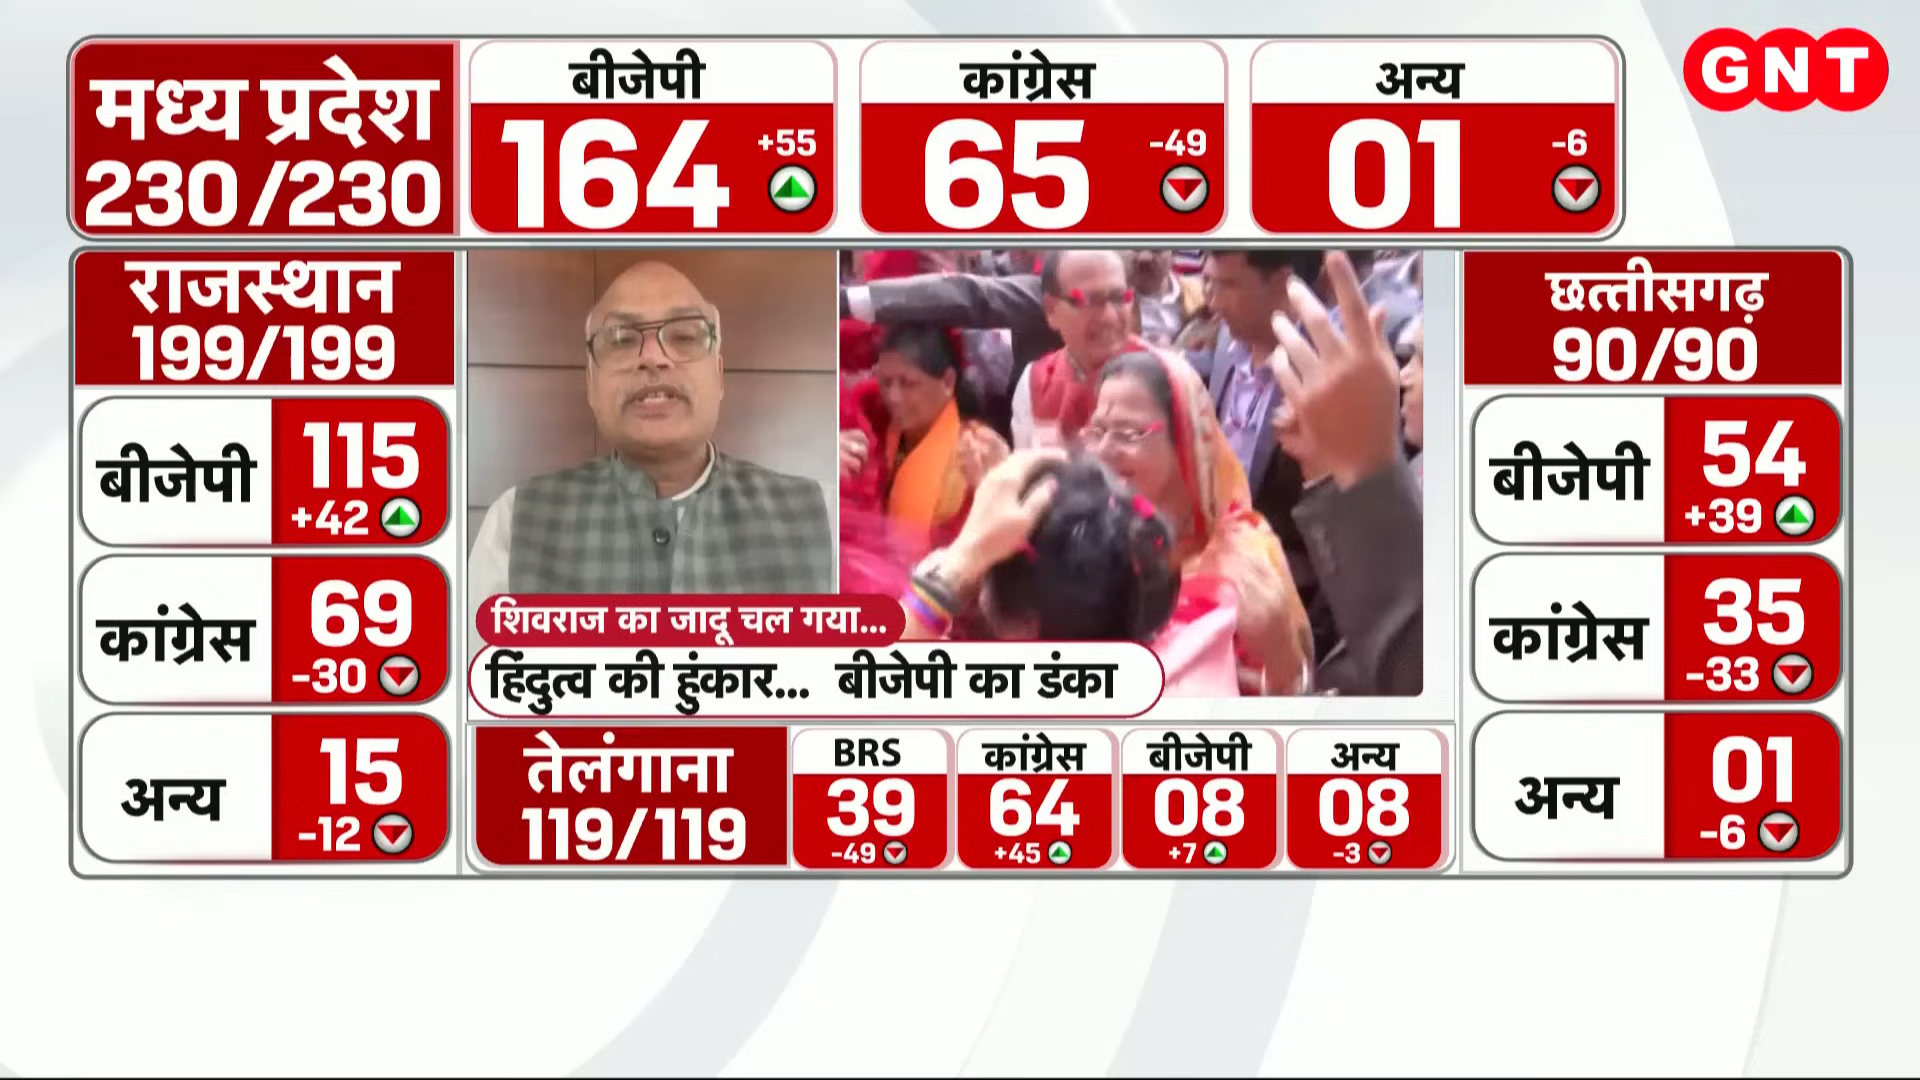 मध्य प्रदेश
230/230
बीजेपी
164
+55
कांग्रेस
65
-49
अन्य
01
-6
GNT
राजस्थान
199/199
बीजेपी
115
+42
कांग्रेस
69
-30
अन्य
15
-12
शिवराज का जादू चल गया...
हिंदुत्व की हुंकार... बीजेपी का डंका
तेलंगाना
119/119
BRS
39
-49
कांग्रेस
64
+45
बीजेपी
08
+7
अन्य
08
-3
छत्तीसगढ़
90/90
बीजेपी
54
+39
कांग्रेस
35
-33
अन्य
01
-6